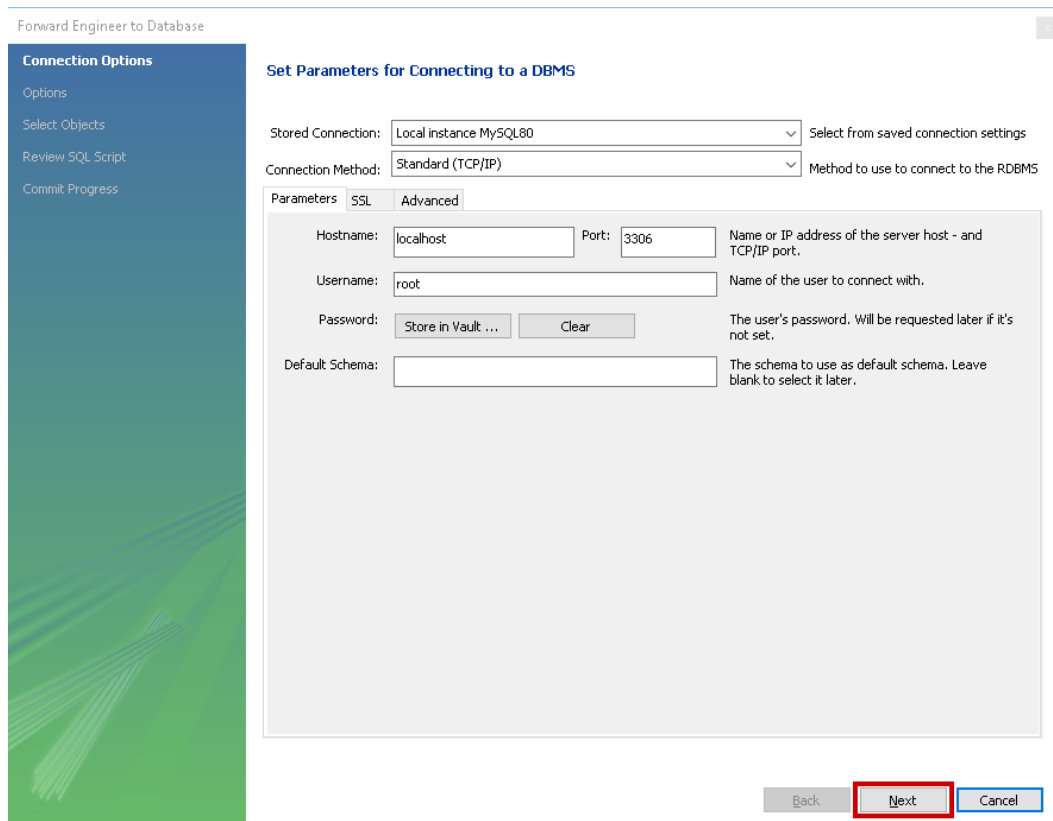 Forward Engineer to Database
Connection Options
Options
Select Objects
Review SQL Script
Commit Progress
Set Parameters for Connecting to a DBMS
Stored Connection: Local instance MySQL80 Select from saved connection settings
Connection Method: Standard (TCP/IP) Method to use to connect to the RDBMS
Parameters SSL Advanced
Hostname: localhost Port: 3306 Name or IP address of the server host - and
TCP/IP port.
Username: root Name of the user to connect with.
Password: Store in Vault ... Clear The user's password. Will be requested later if it's
not set.
Default Schema: The schema to use as default schema. Leave
blank to select it later.
Back Next Cancel